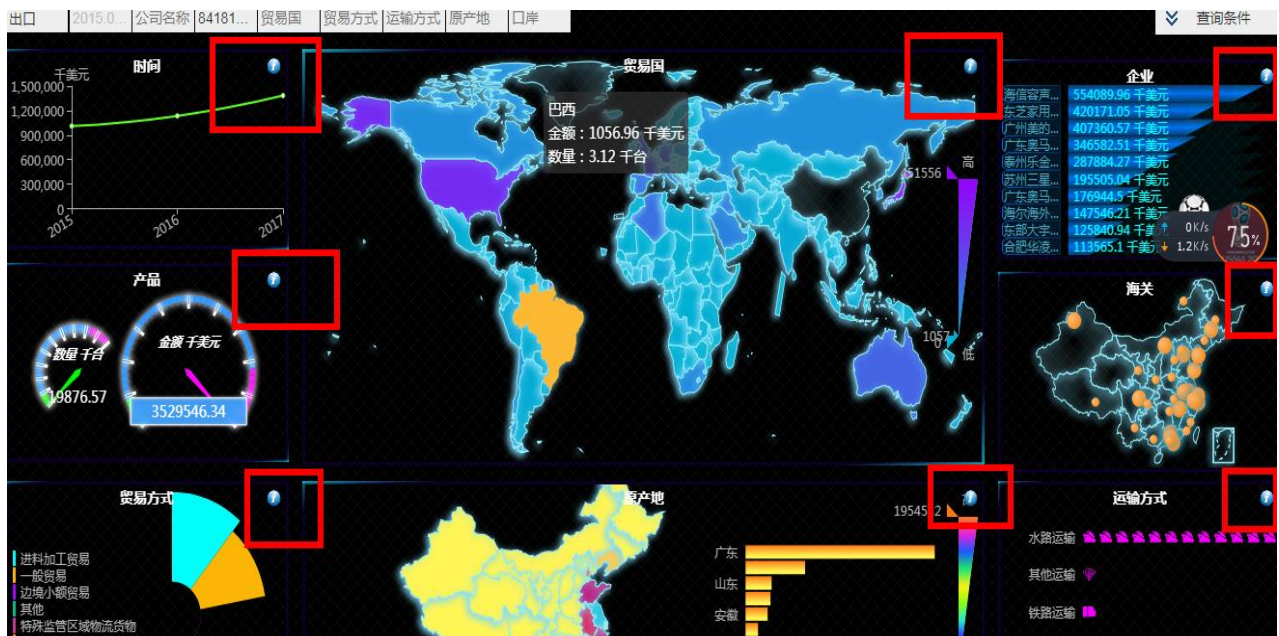 出口
2015.0...
公司名称
84181...
贸易国
贸易方式
运输方式
原产地
口岸
查询条件
时间
千美元
1,500,000
1,200,000
900,000
600,000
300,000
0
2015
2016
2017
贸易国
巴西
金额：1056.96 千美元
数量：3.12 千台
高
51556
1057
0
低
企业
海信容声... 554089.96 千美元
东芝家用... 420171.05 千美元
广州美的... 407360.57 千美元
广东奥马... 346582.51 千美元
泰州乐金... 287884.27 千美元
苏州三星... 195505.04 千美元
广东奥马... 176944.5 千美元
海尔海外... 147546.21 千美元
东部大宇... 125840.94 千美
合肥华凌... 113565.1 千美元
0K/s
1.2K/s
75%
产品
数量 千台
19876.57
金额 千美元
3529546.34
海关
贸易方式
进料加工贸易
一般贸易
边境小额贸易
其他
特殊监管区域物流货物
原产地
广东
山东
安徽
运输方式
水路运输
其他运输
铁路运输